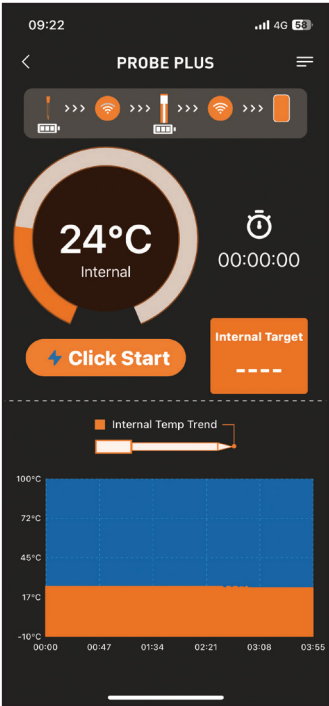 09:22
4G 58
PROBE PLUS
>>> >>> >>> >>>
24°C
Internal
00:00:00
Click Start
Internal Target
----
Internal Temp Trend
100°C
72°C
45°C
17°C
-10°C
00:00 00:47 01:34 02:21 03:08 03:55